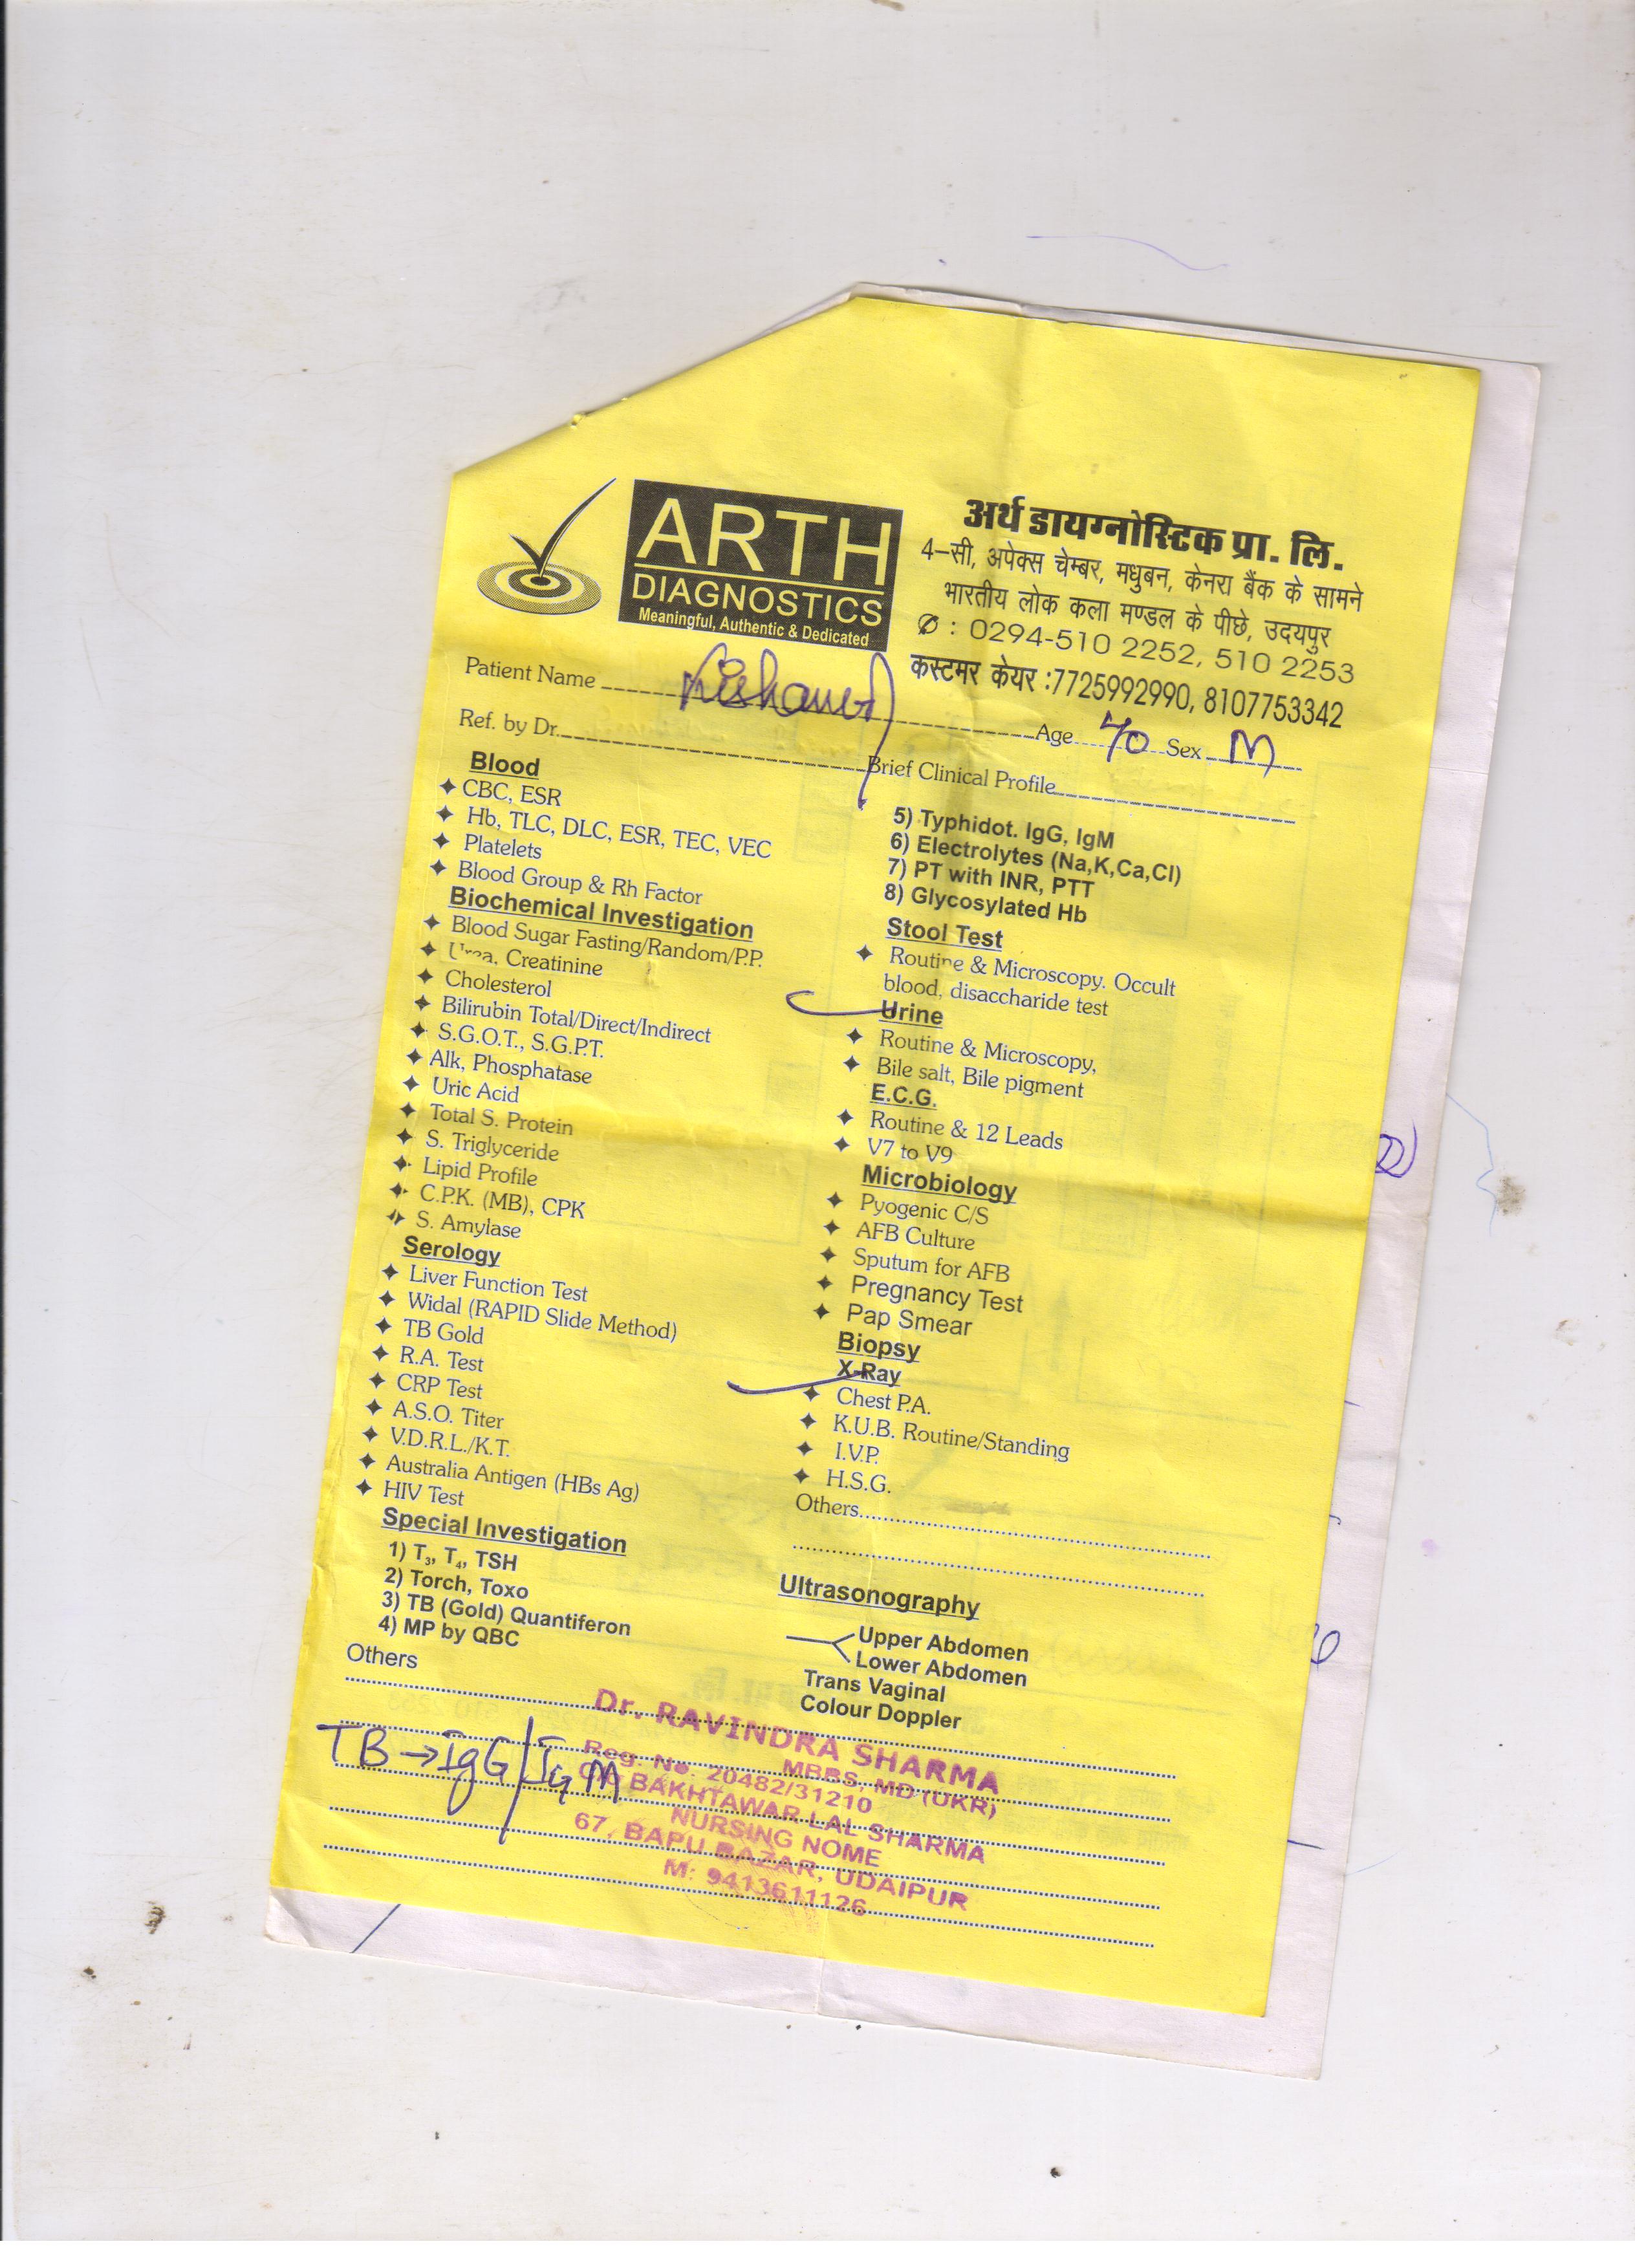 ARTH
DIAGNOSTICS
Meaningful, Authentic & Dedicated
अर्थ डायग्नोस्टिक प्रा. लि.
4-सी, अपेक्स चेम्बर, मधुबन, केनरा बैंक के सामने
भारतीय लोक कला मण्डल के पीछे, उदयपुर
: 0294-510 2252, 510 2253
कस्टमर केयर :7725992990, 8107753342
Patient Name
Age 70 Sex M
Ref. by Dr.
Brief Clinical Profile
Blood
CBC, ESR
Hb, TLC, DLC, ESR, TEC, VEC
Platelets
Blood Group & Rh Factor
Biochemical Investigation
Blood Sugar Fasting/Random/P.P.
Urea, Creatinine
Cholesterol
Bilirubin Total/Direct/Indirect
S.G.O.T., S.G.P.T.
Alk, Phosphatase
Uric Acid
Total S. Protein
S. Triglyceride
Lipid Profile
C.P.K. (MB), CPK
S. Amylase
Serology
Liver Function Test
Widal (RAPID Slide Method)
TB Gold
R.A. Test
CRP Test
A.S.O. Titer
V.D.R.L./K.T.
Australia Antigen (HBs Ag)
HIV Test
Special Investigation
1) T3, T4, TSH
2) Torch, Toxo
3) TB (Gold) Quantiferon
4) MP by QBC
Others
5) Typhidot. IgG, IgM
6) Electrolytes (Na,K,Ca,Cl)
7) PT with INR, PTT
8) Glycosylated Hb
Stool Test
Routine & Microscopy. Occult
blood, disaccharide test
Urine
Routine & Microscopy,
Bile salt, Bile pigment
E.C.G.
Routine & 12 Leads
V7 to V9
Microbiology
Pyogenic C/S
AFB Culture
Sputum for AFB
Pregnancy Test
Pap Smear
Biopsy
X-Ray
Chest P.A.
K.U.B. Routine/Standing
I.V.P.
H.S.G.
Others
Ultrasonography
Upper Abdomen
Lower Abdomen
Trans Vaginal
Colour Doppler
TB → IgG/IgM
Dr. RAVINDRA SHARMA
MBBS, MD (UKR)
Reg. No. 20482/31210
C/o BAKHTAWAR LAL SHARMA
NURSING NOME
67, BAPU BAZAR, UDAIPUR
M: 9413611126